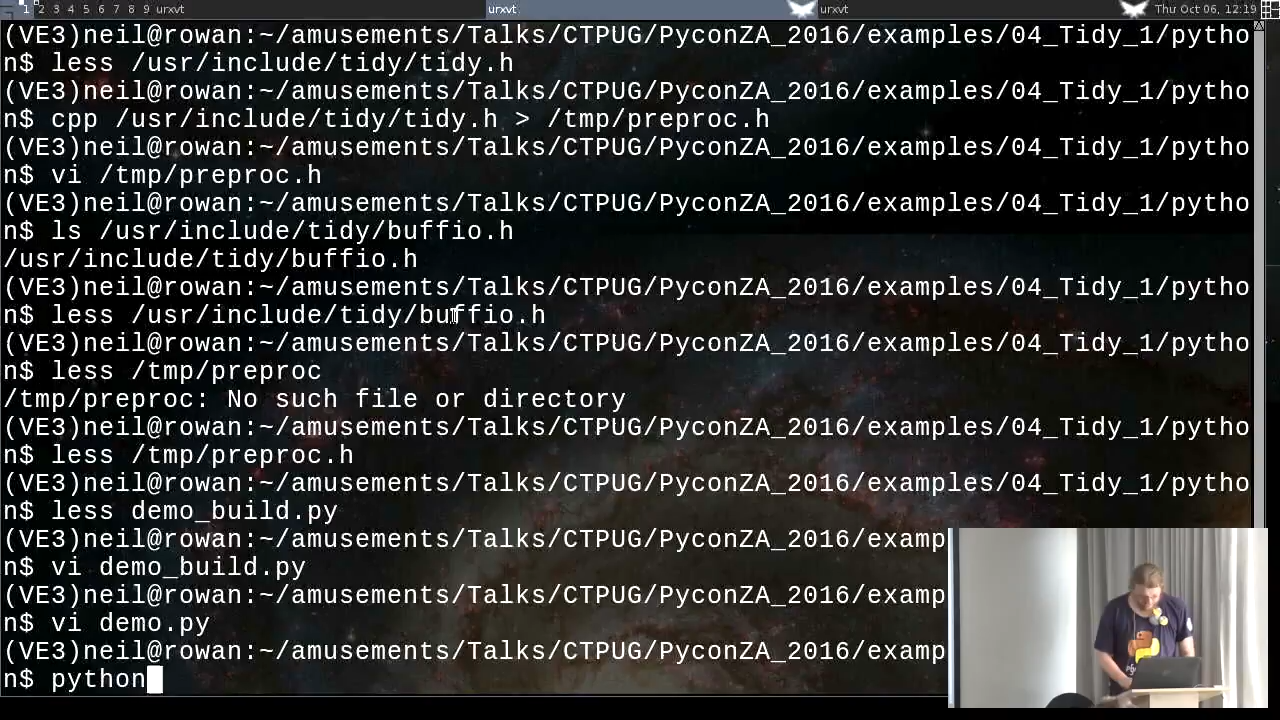 1 2 3 4 5 6 7 8 9 urxvt urxvt urxvt Thu Oct 06, 12:19
(VE3)neil@rowan:~/amusements/Talks/CTPUG/PyconZA_2016/examples/04_Tidy_1/pytho
n$ less /usr/include/tidy/tidy.h
(VE3)neil@rowan:~/amusements/Talks/CTPUG/PyconZA_2016/examples/04_Tidy_1/pytho
n$ cpp /usr/include/tidy/tidy.h > /tmp/preproc.h
(VE3)neil@rowan:~/amusements/Talks/CTPUG/PyconZA_2016/examples/04_Tidy_1/pytho
n$ vi /tmp/preproc.h
(VE3)neil@rowan:~/amusements/Talks/CTPUG/PyconZA_2016/examples/04_Tidy_1/pytho
n$ ls /usr/include/tidy/buffio.h
/usr/include/tidy/buffio.h
(VE3)neil@rowan:~/amusements/Talks/CTPUG/PyconZA_2016/examples/04_Tidy_1/pytho
n$ less /usr/include/tidy/buffio.h
(VE3)neil@rowan:~/amusements/Talks/CTPUG/PyconZA_2016/examples/04_Tidy_1/pytho
n$ less /tmp/preproc
/tmp/preproc: No such file or directory
(VE3)neil@rowan:~/amusements/Talks/CTPUG/PyconZA_2016/examples/04_Tidy_1/pytho
n$ less /tmp/preproc.h
(VE3)neil@rowan:~/amusements/Talks/CTPUG/PyconZA_2016/examples/04_Tidy_1/pytho
n$ less demo_build.py
(VE3)neil@rowan:~/amusements/Talks/CTPUG/PyconZA_2016/examp
n$ vi demo_build.py
(VE3)neil@rowan:~/amusements/Talks/CTPUG/PyconZA_2016/examp
n$ vi demo.py
(VE3)neil@rowan:~/amusements/Talks/CTPUG/PyconZA_2016/examp
n$ python